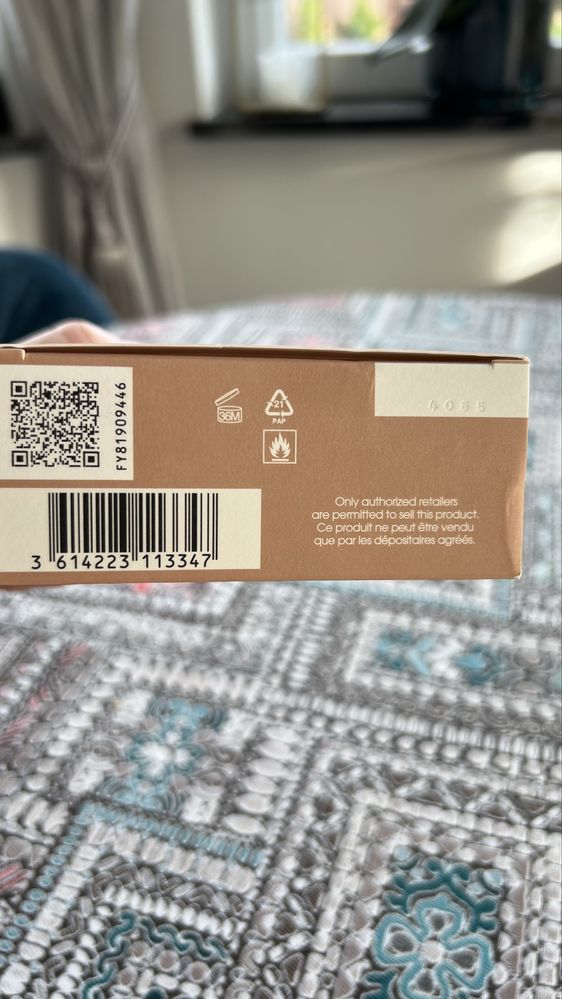 FY81909446
36M
21
PAP
4065
3 614223 113347
Only authorized retailers
are permitted to sell this product.
Ce produit ne peut être vendu
que par les dépositaires agréés.